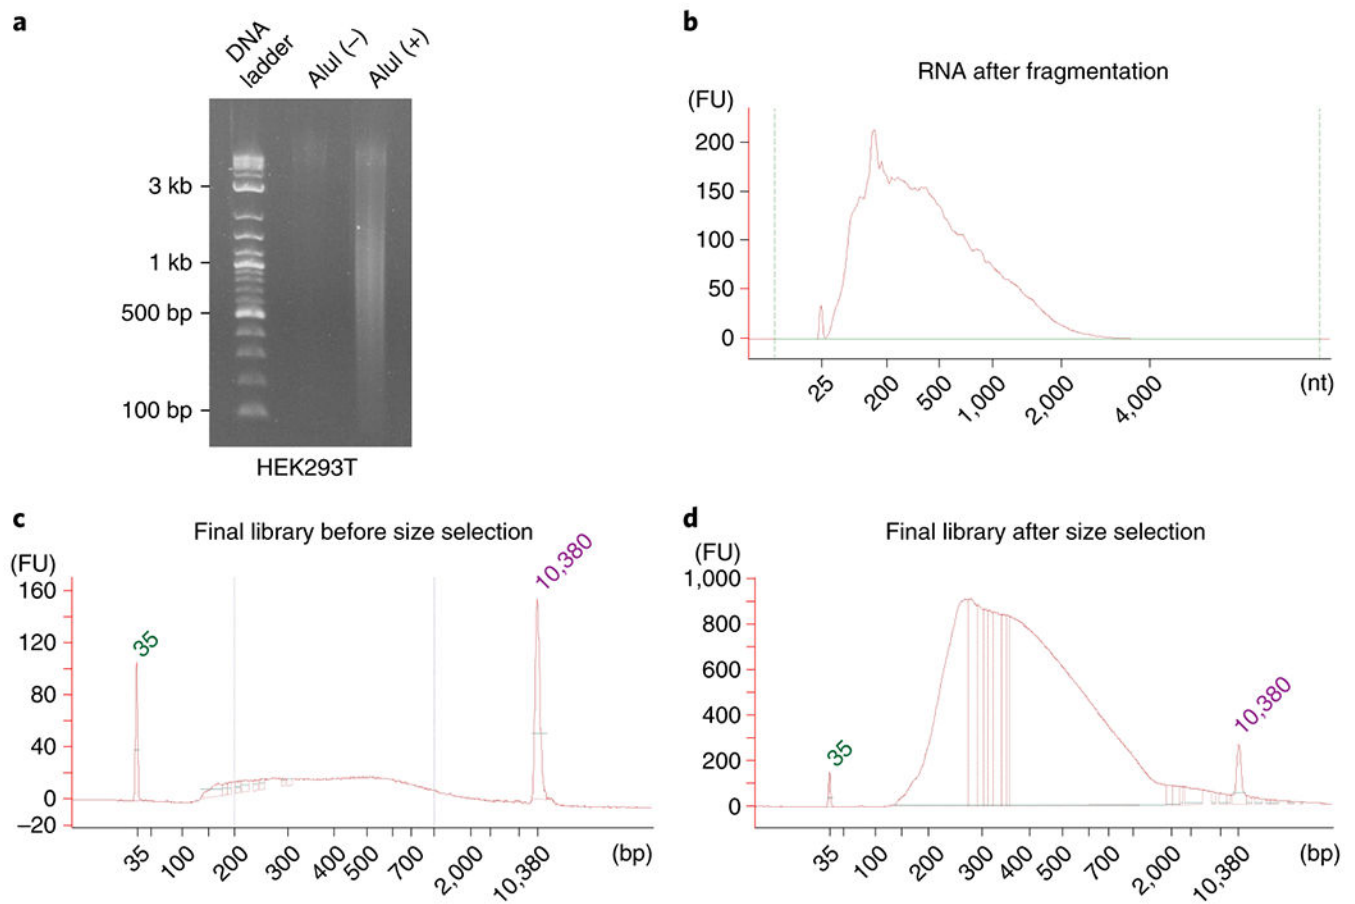 a
DNA
ladder
AluI (–)
AluI (+)
3 kb
1 kb
500 bp
100 bp
HEK293T
b
RNA after fragmentation
(FU)
200
150
100
50
0
25
200
500
1,000
2,000
4,000
(nt)
c
Final library before size selection
(FU)
160
120
80
40
0
–20
35
10,380
35
100
200
300
400
500
700
2,000
10,380
(bp)
d
Final library after size selection
(FU)
1,000
800
600
400
200
0
35
10,380
35
100
200
300
400
500
700
2,000
10,380
(bp)